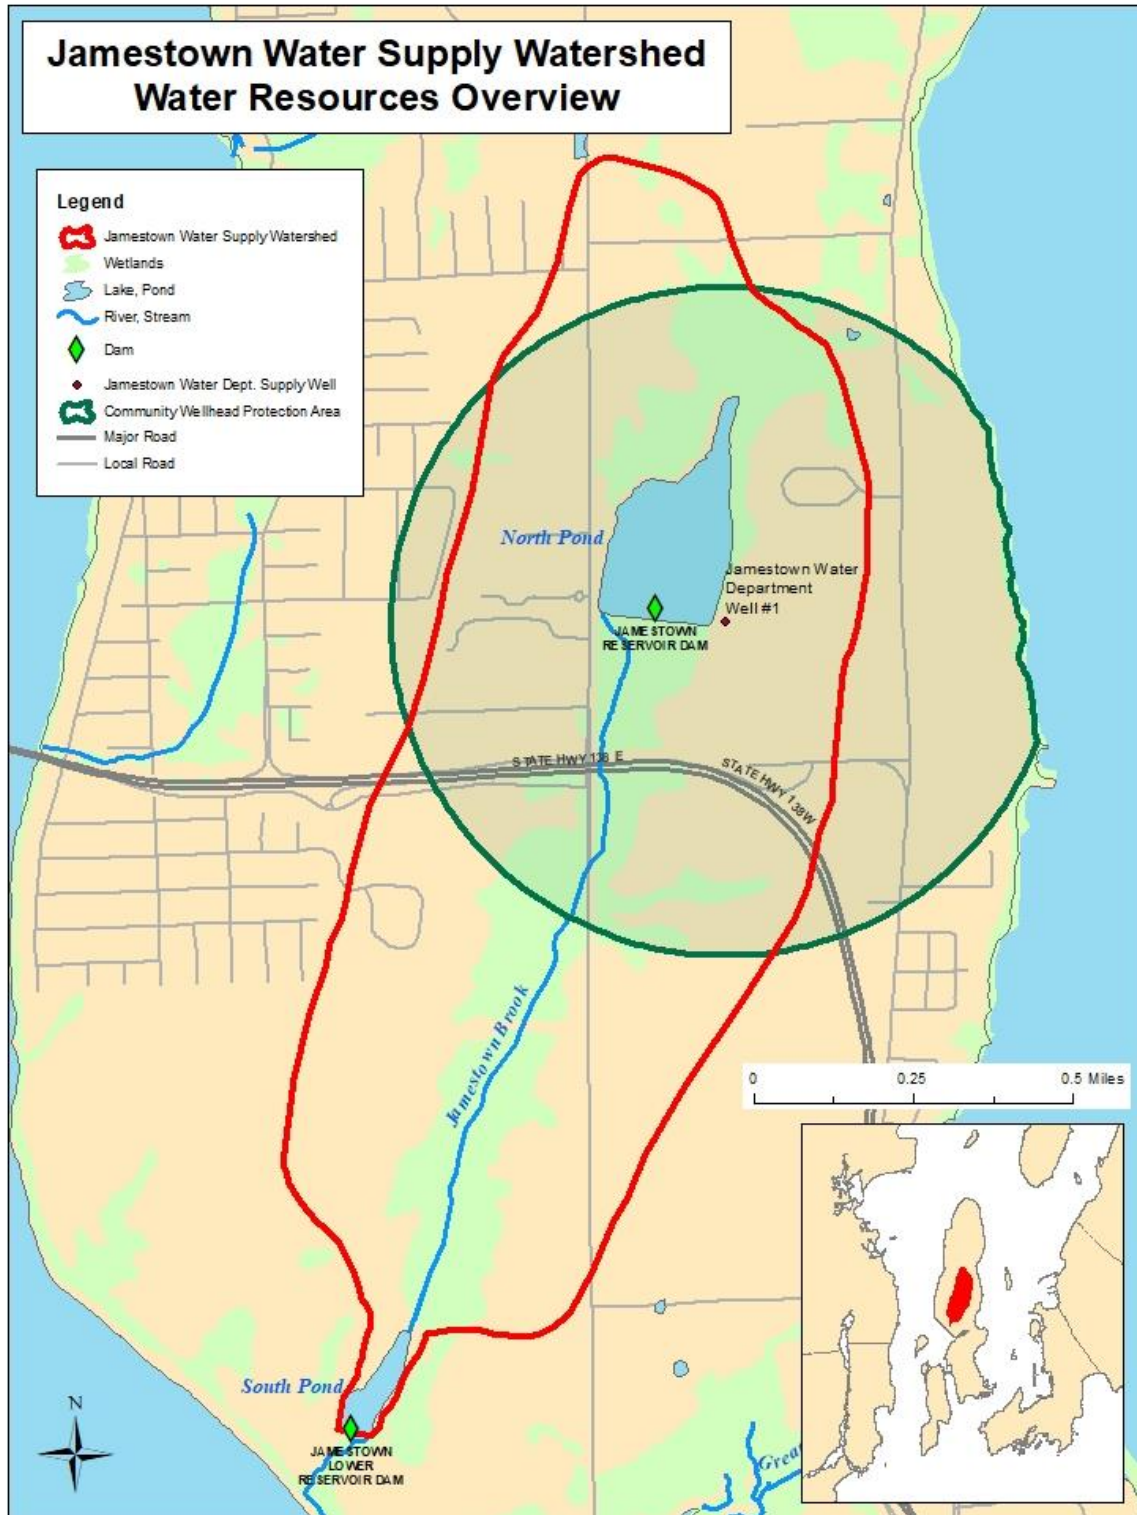 Jamestown Water Supply Watershed
Water Resources Overview
Legend
Jamestown Water Supply Watershed
Wetlands
Lake, Pond
River, Stream
Dam
Jamestown Water Dept. Supply Well
Community Wellhead Protection Area
Major Road
Local Road
North Pond
Jamestown Water
Department
Well #1
JAMESTOWN
RESERVOIR DAM
STATE HWY 138 E
STATE HWY 138W
Jamestown Brook
0 0.25 0.5 Miles
South Pond
N
JAMESTOWN
LOWER
RESERVOIR DAM
Great